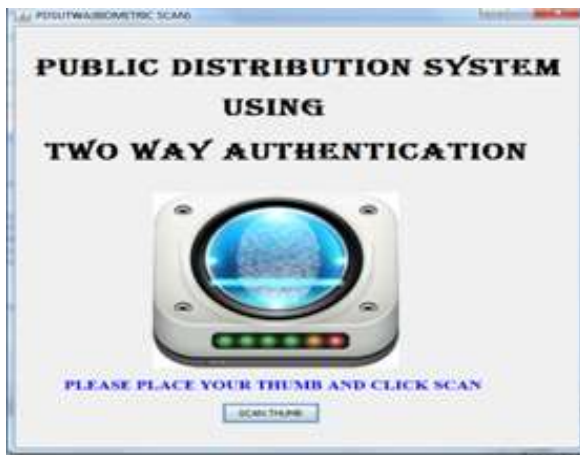 PUBLIC DISTRIBUTION SYSTEM
USING
TWO WAY AUTHENTICATION
PLEASE PLACE YOUR THUMB AND CLICK SCAN
SCAN THUMB